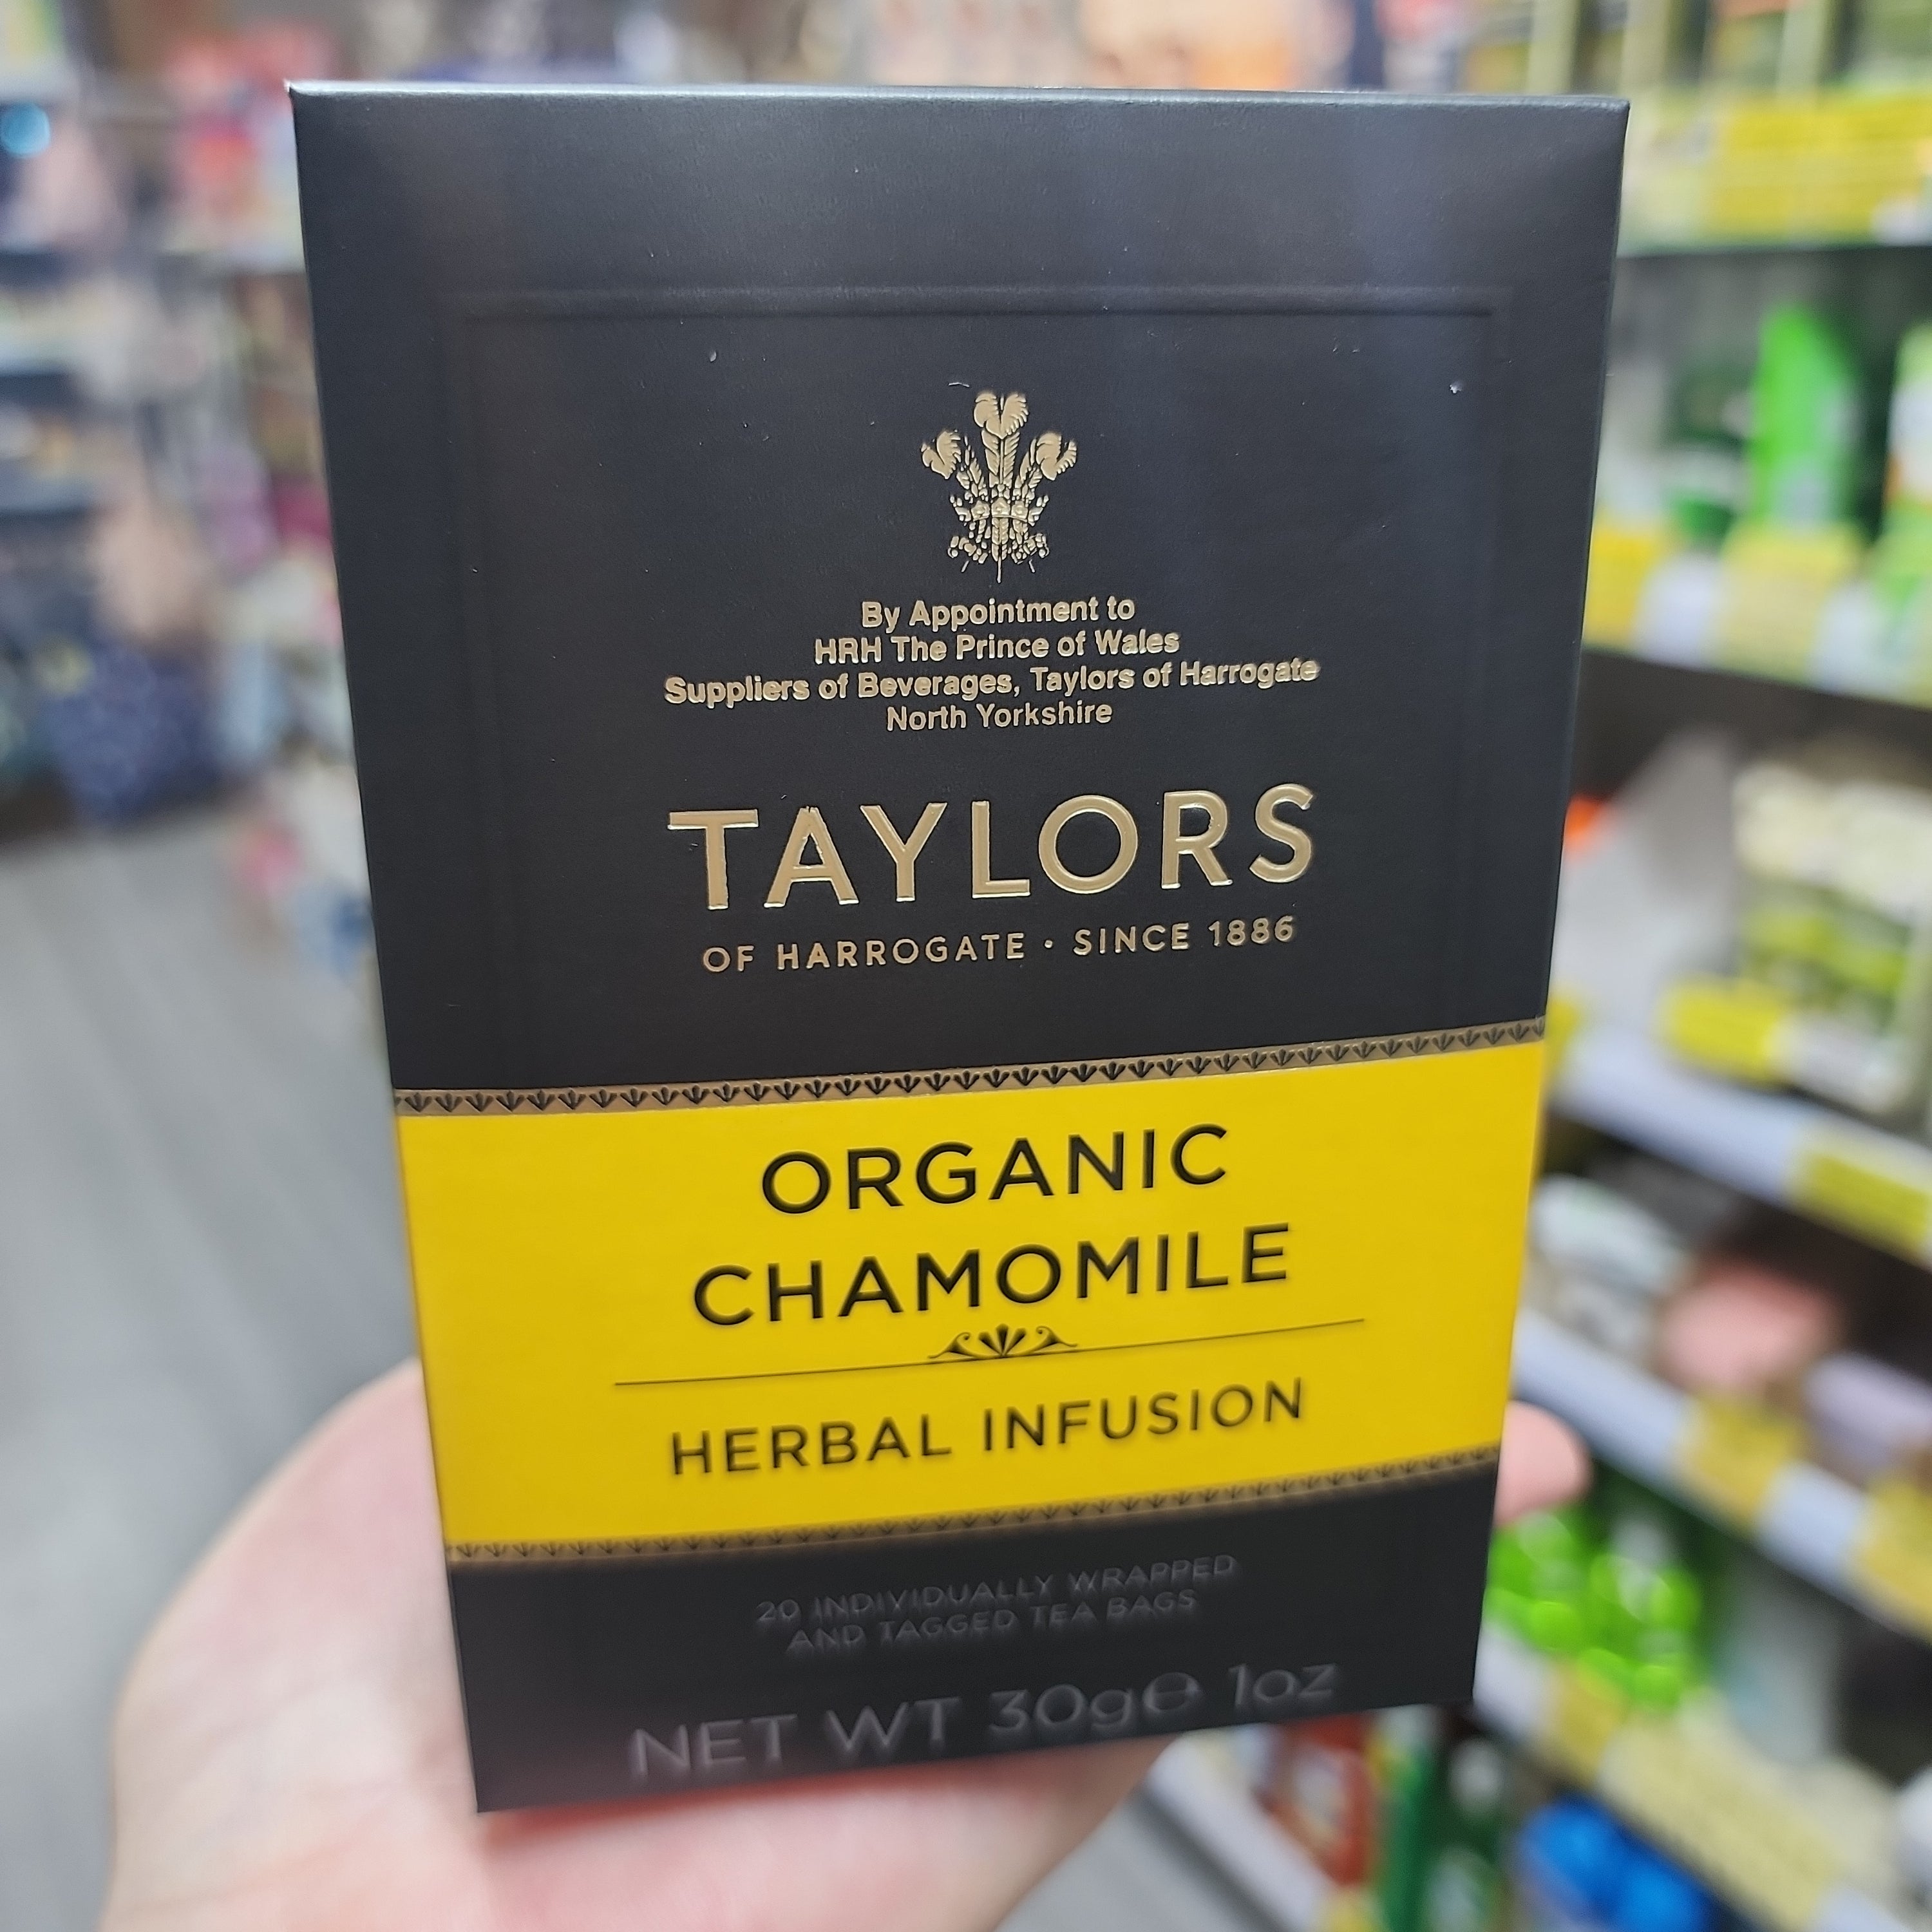 By Appointment to
HRH The Prince of Wales
Suppliers of Beverages, Taylors of Harrogate
North Yorkshire
TAYLORS
OF HARROGATE · SINCE 1886
ORGANIC
CHAMOMILE
HERBAL INFUSION
20 INDIVIDUALLY WRAPPED
AND TAGGED TEA BAGS
NET WT 30g℮ 1oz